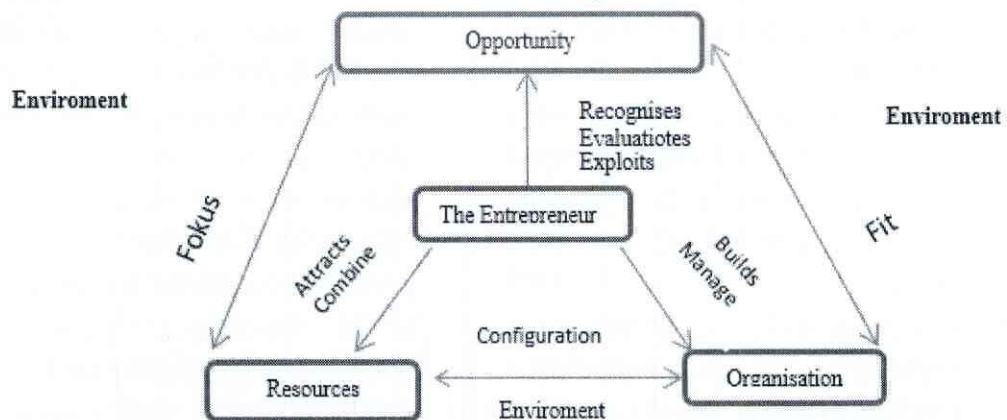 Opportunity
Enviroment
Enviroment
Recognises
Evaluatiotes
Exploits
The Entrepreneur
Fokus
Fit
Attracts
Combine
Builds
Manage
Configuration
Resources
Organisation
Enviroment